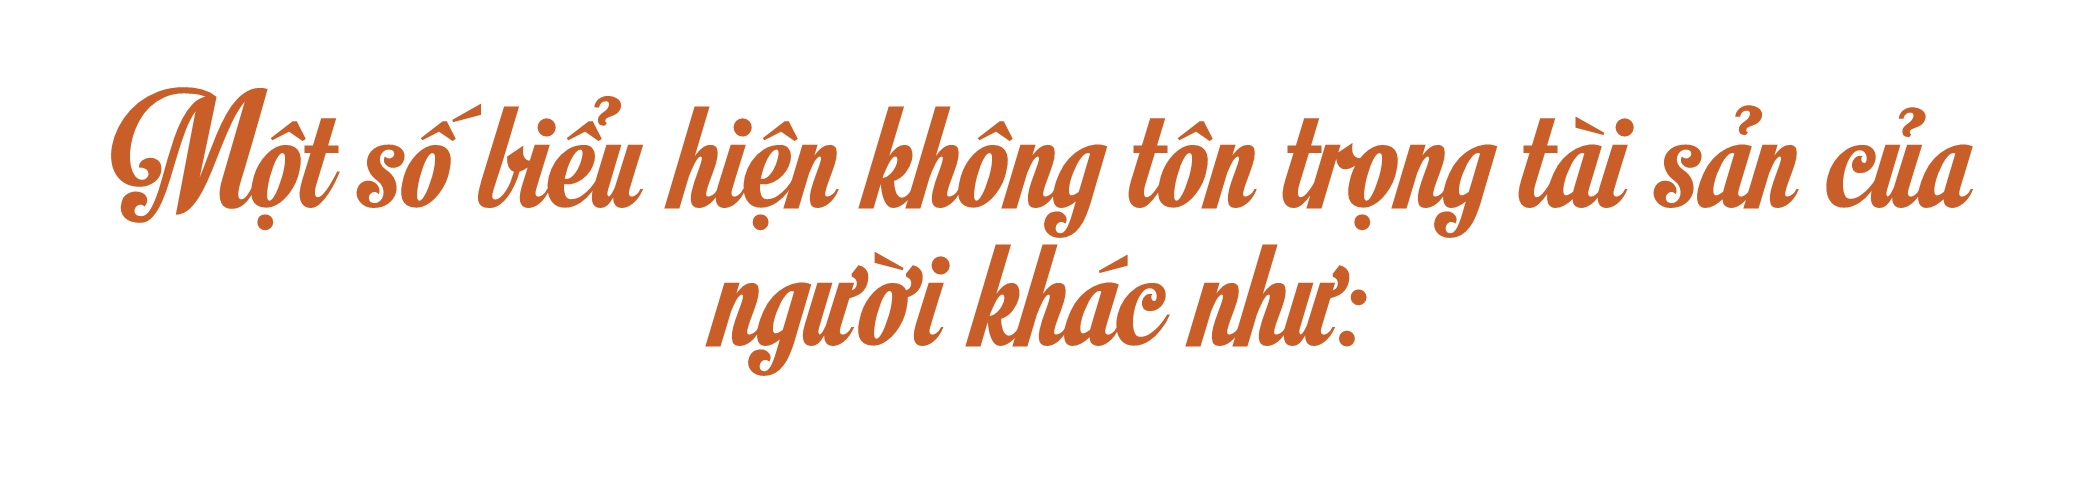 Một số biểu hiện không tôn trọng tài sản của
người khác như: